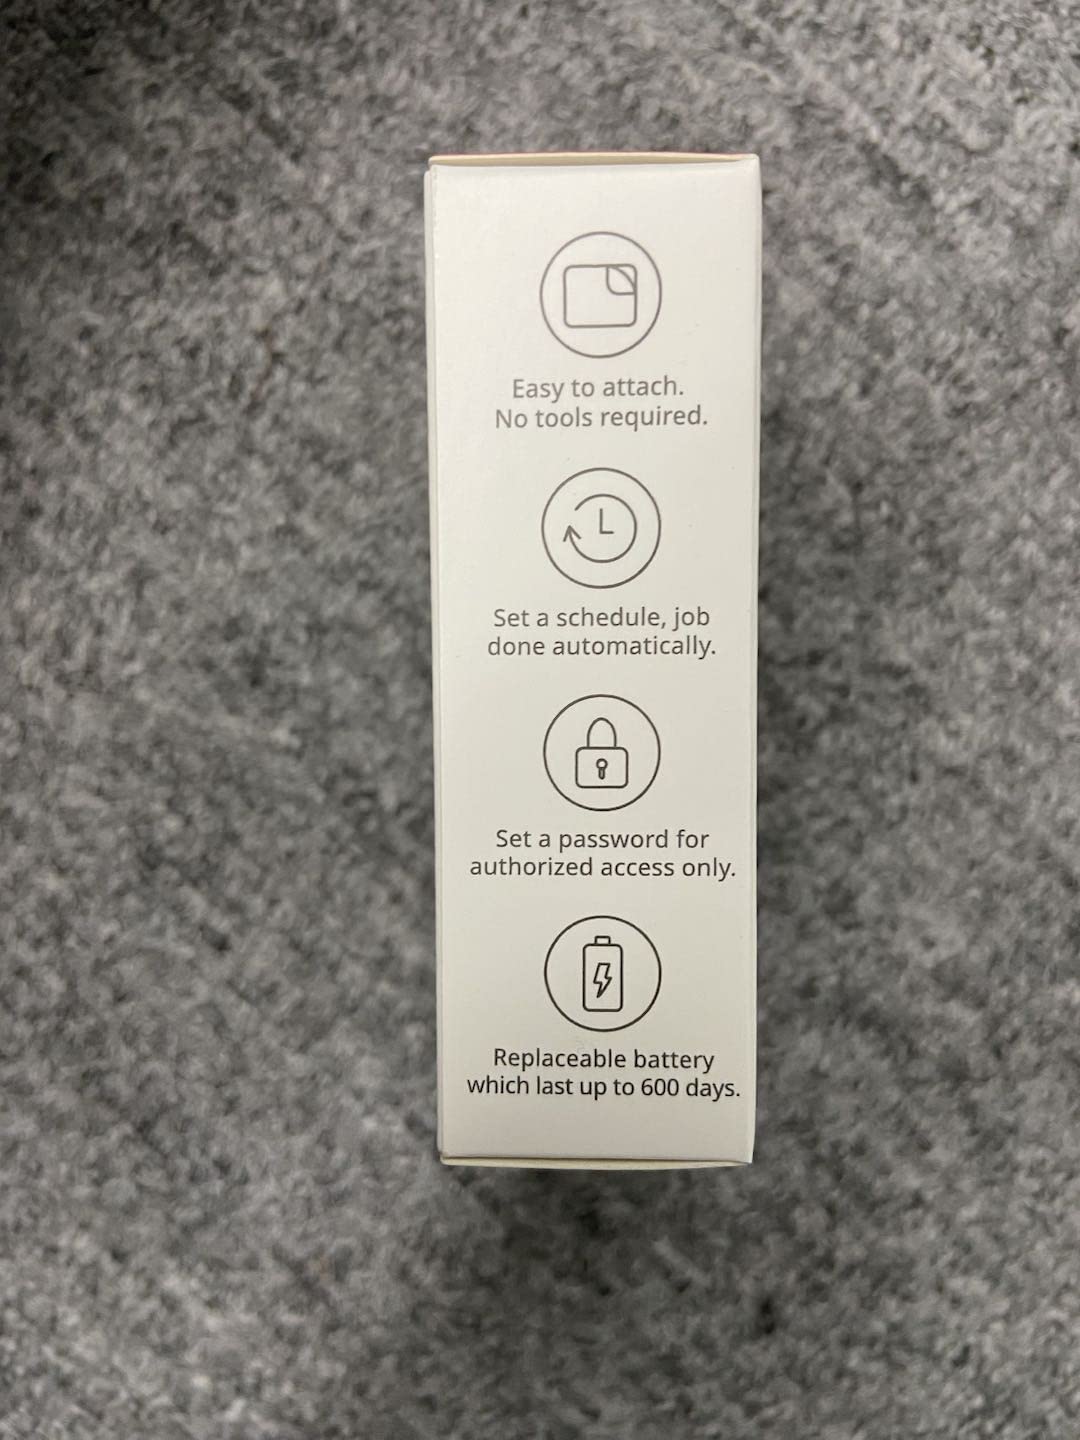 Easy to attach.
No tools required.
Set a schedule, job
done automatically.
Set a password for
authorized access only.
Replaceable battery
which last up to 600 days.